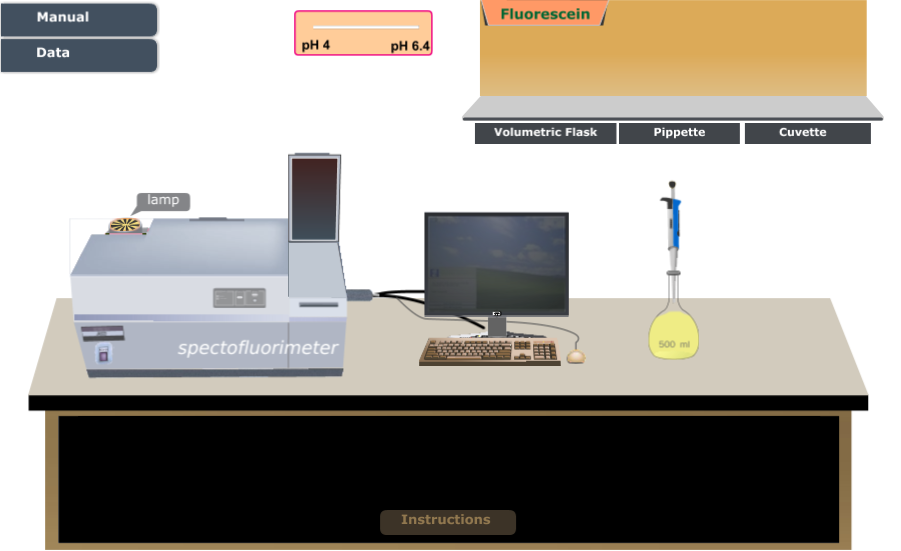 Manual
Data
pH 4
pH 6.4
Fluorescein
Volumetric Flask
Pippette
Cuvette
lamp
spectofluorimeter
500 ml
Instructions